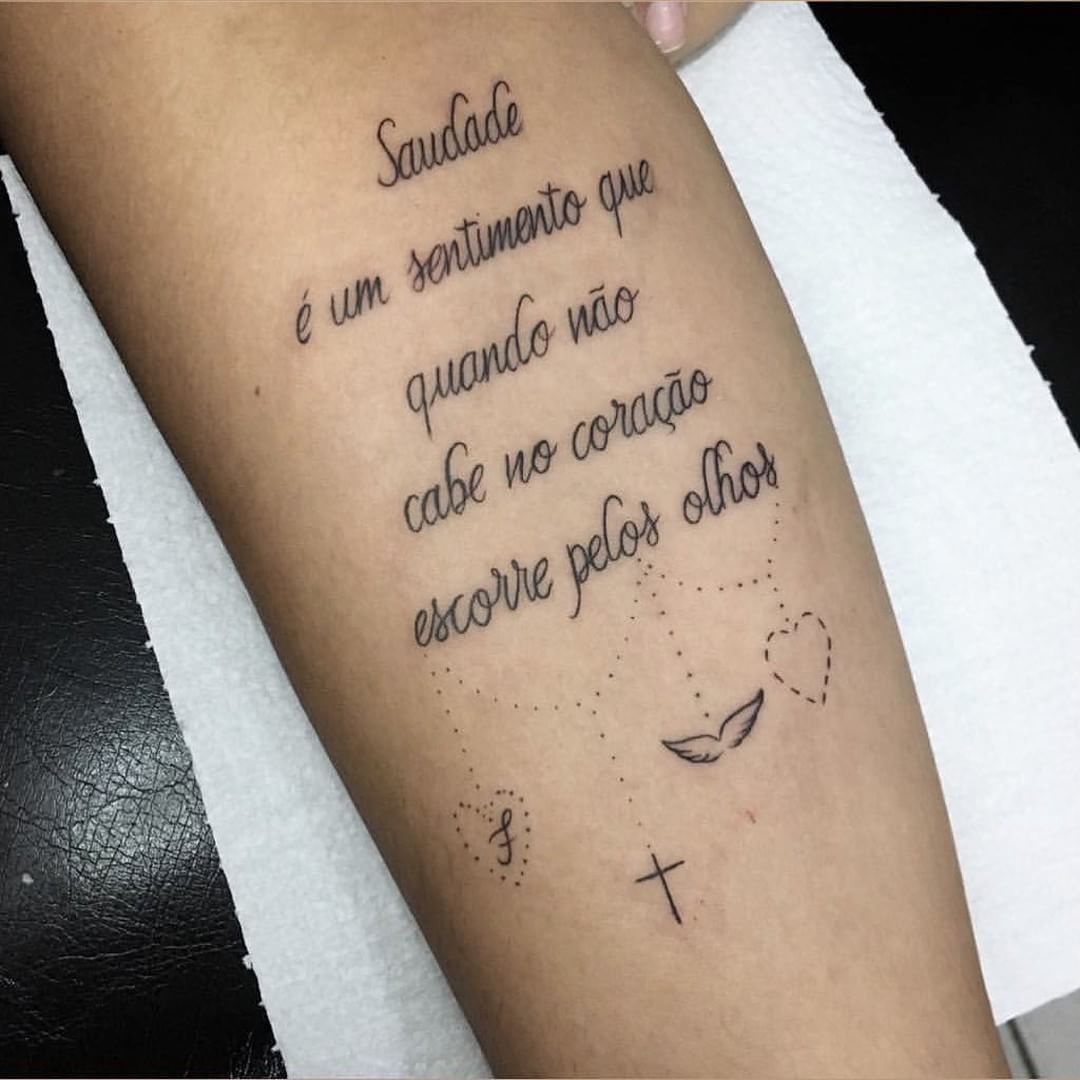 Saudade
é um sentimento que
quando não
cabe no coração
escorre pelos olhos
f